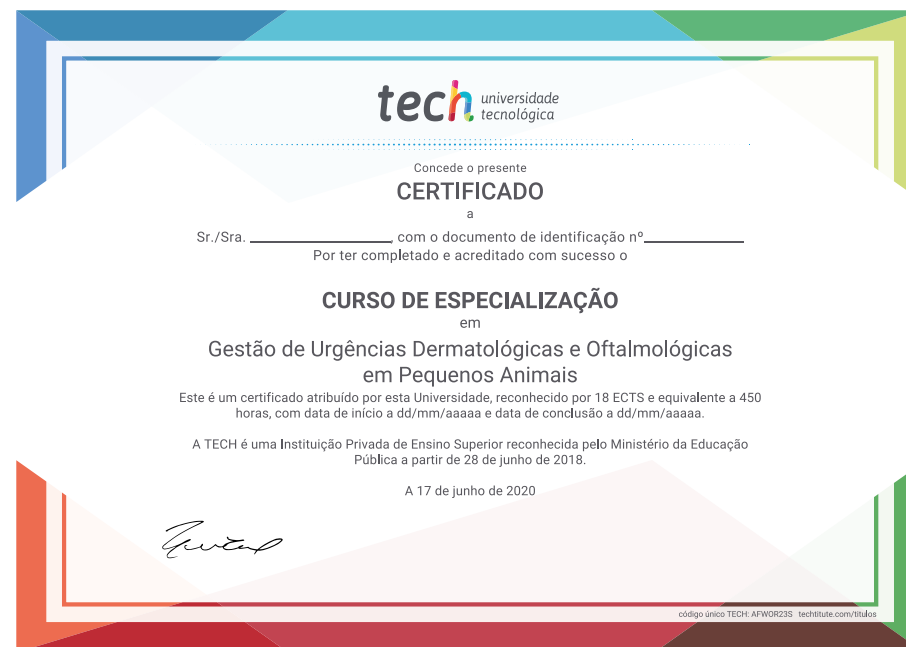 tech universidade
tecnológica
Concede o presente
CERTIFICADO
a
Sr./Sra. ____________________, com o documento de identificação nº______________
Por ter completado e acreditado com sucesso o
CURSO DE ESPECIALIZAÇÃO
em
Gestão de Urgências Dermatológicas e Oftalmológicas
em Pequenos Animais
Este é um certificado atribuído por esta Universidade, reconhecido por 18 ECTS e equivalente a 450
horas, com data de início a dd/mm/aaaaa e data de conclusão a dd/mm/aaaaa.
A TECH é uma Instituição Privada de Ensino Superior reconhecida pelo Ministério da Educação
Pública a partir de 28 de junho de 2018.
A 17 de junho de 2020
código único TECH: AFWOR23S techtitute.com/titulos